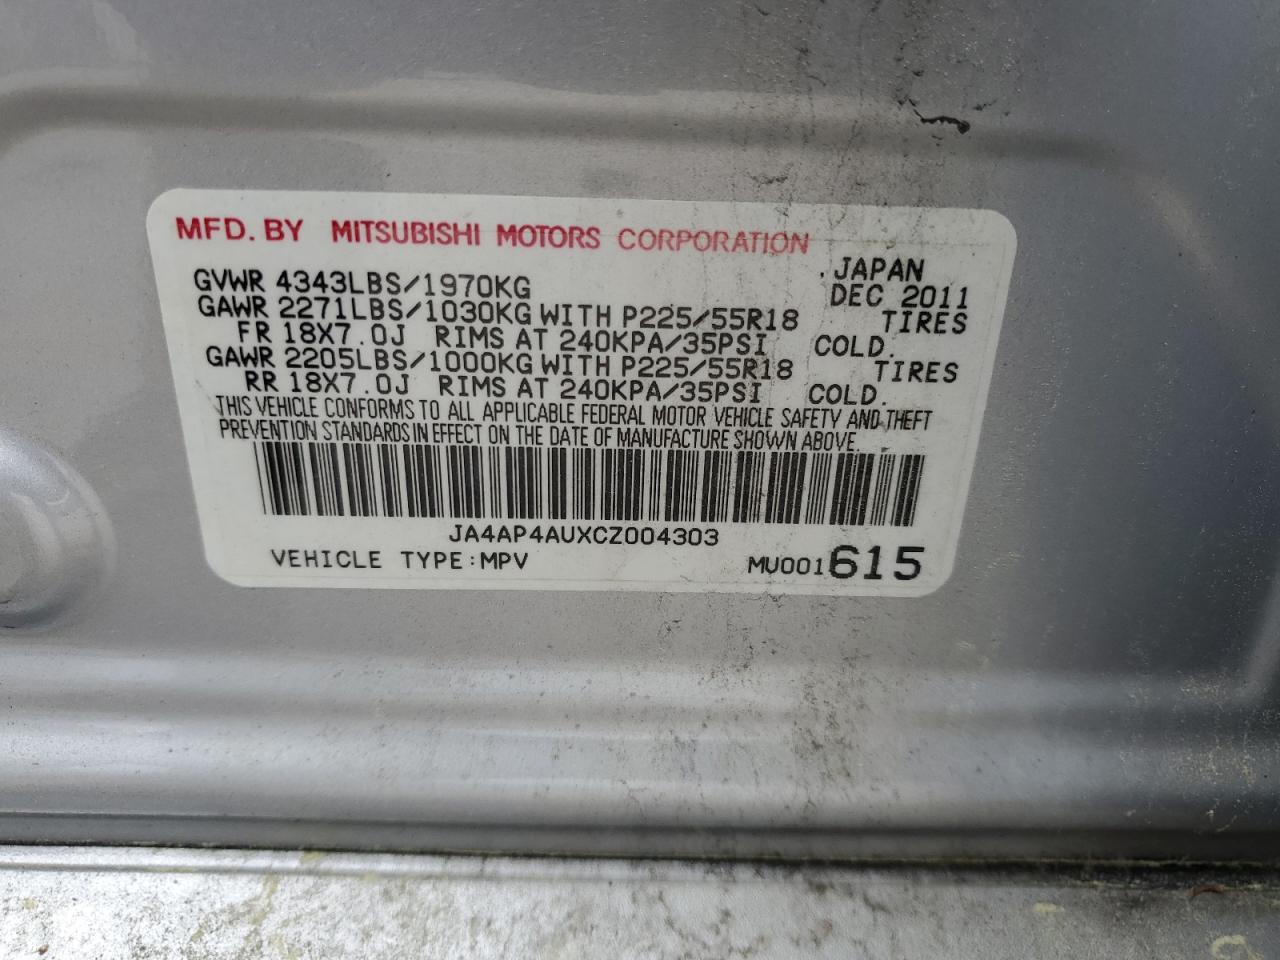 MFD. BY MITSUBISHI MOTORS CORPORATION
JAPAN
GVWR 4343LBS/1970KG DEC 2011
GAWR 2271LBS/1030KG WITH P225/55R18 TIRES
FR 18X7.0J RIMS AT 240KPA/35PSI COLD.
GAWR 2205LBS/1000KG WITH P225/55R18 TIRES
RR 18X7.0J RIMS AT 240KPA/35PSI COLD.
THIS VEHICLE CONFORMS TO ALL APPLICABLE FEDERAL MOTOR VEHICLE SAFETY AND THEFT
PREVENTION STANDARDS IN EFFECT ON THE DATE OF MANUFACTURE SHOWN ABOVE.
JA4AP4AUXCZ004303
VEHICLE TYPE:MPV MU001615